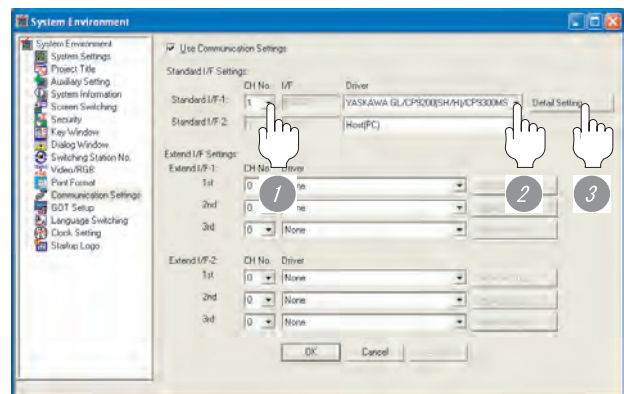 System Environment
System Environment
System Settings
Project Title
Auxiliary Setting
System Information
Screen Switching
Security
Key Window
Dialog Window
Switching Station No.
Video/RGB
Print Format
Communication Settings
GOT Setup
Language Switching
Clock Setting
Startup Logo
Use Communication Settings
Standard I/F Settings:
CH No. I/F Driver
Standard I/F-1: 1 YASKAWA GL/CP9200(SH/H)/CP9300MS Detail Setting
Standard I/F-2: Host(PC)
1 2 3
Extend I/F Settings:
Extend I/F-1: CH No. Driver
1st 0 None
2nd 0 None
3rd 0 None
Extend I/F-2: CH No. Driver
1st 0 None
2nd 0 None
3rd 0 None
OK Cancel